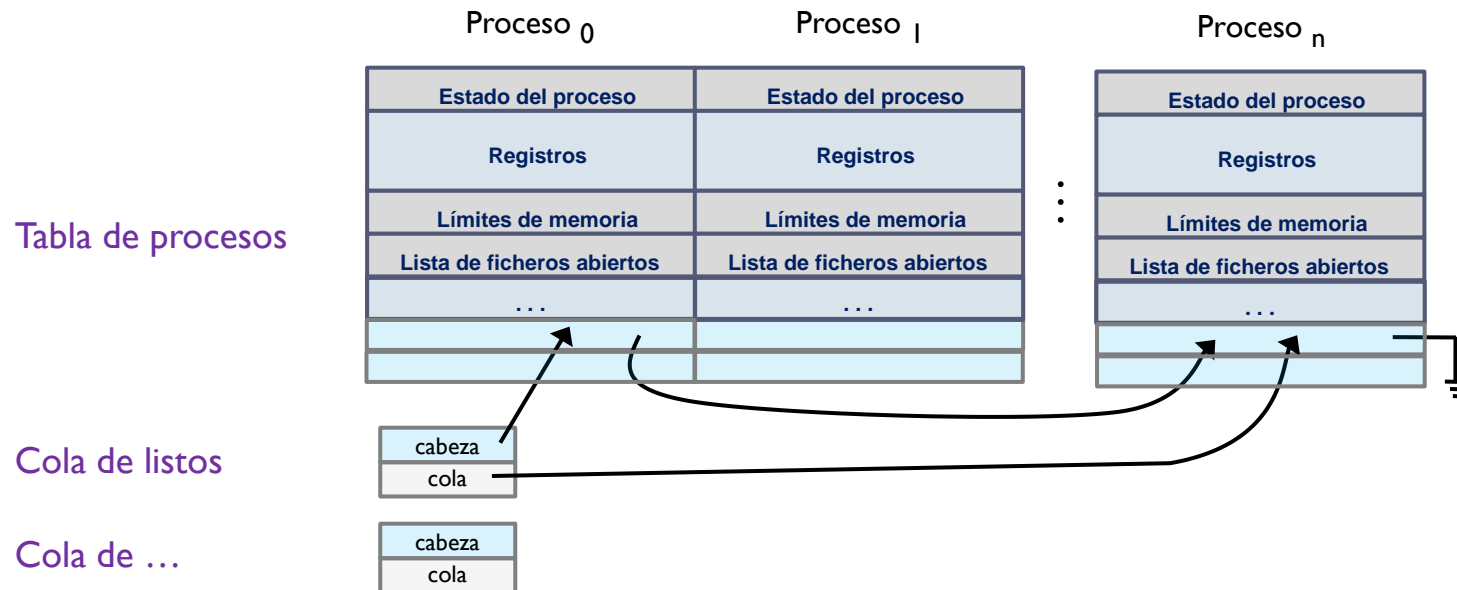 Proceso 0 Proceso 1 Proceso n
Estado del proceso Estado del proceso Estado del proceso
Registros Registros Registros
Límites de memoria Límites de memoria Límites de memoria
Tabla de procesos
Lista de ficheros abiertos Lista de ficheros abiertos Lista de ficheros abiertos
. . . . . . . . .
cabeza
Cola de listos
cola
cabeza
Cola de …
cola